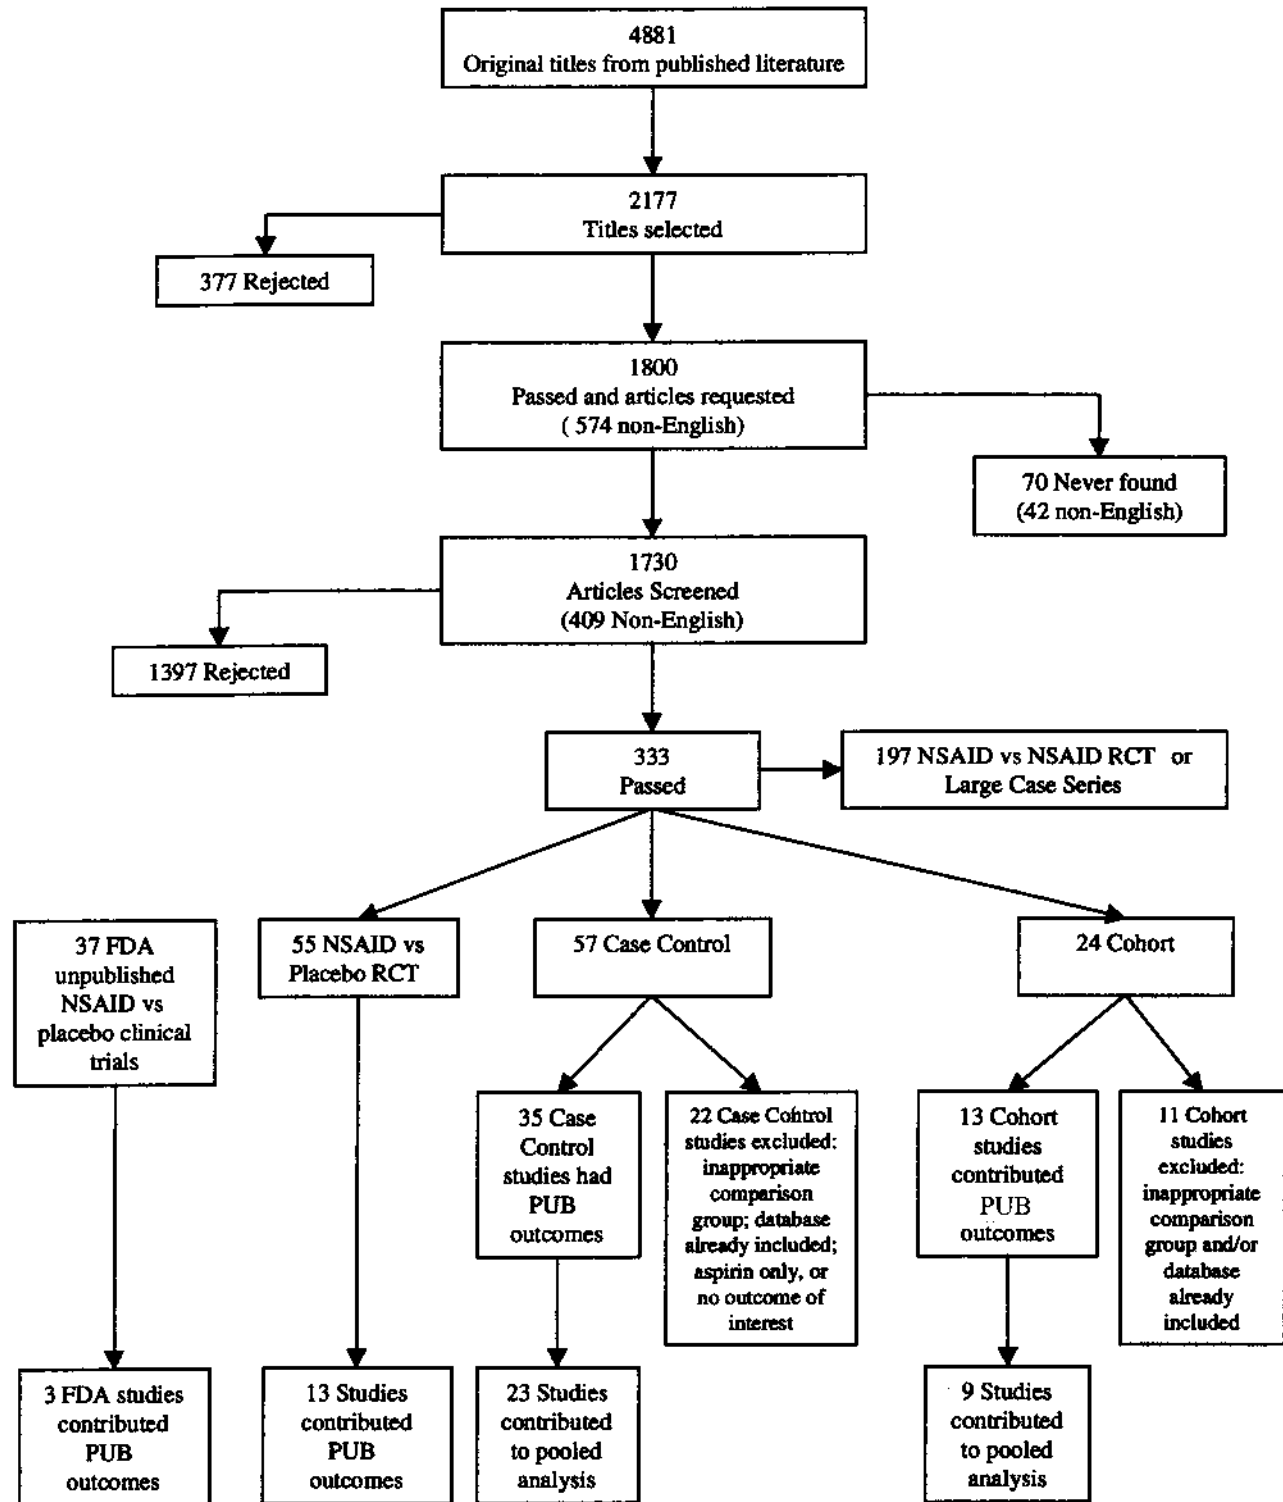 4881
Original titles from published literature
2177
Titles selected
377 Rejected
1800
Passed and articles requested
( 574 non-English)
70 Never found
(42 non-English)
1730
Articles Screened
(409 Non-English)
1397 Rejected
333
Passed
197 NSAID vs NSAID RCT or
Large Case Series
37 FDA
unpublished
NSAID vs
placebo clinical
trials
55 NSAID vs
Placebo RCT
57 Case Control
24 Cohort
35 Case
Control
studies had
PUB
outcomes
22 Case Control
studies excluded:
inappropriate
comparison
group; database
already included;
aspirin only, or
no outcome of
interest
13 Cohort
studies
contributed
PUB
outcomes
11 Cohort
studies
excluded:
inappropriate
comparison
group and/or
database
already
included
3 FDA studies
contributed
PUB
outcomes
13 Studies
contributed
PUB
outcomes
23 Studies
contributed
to pooled
analysis
9 Studies
contributed
to pooled
analysis